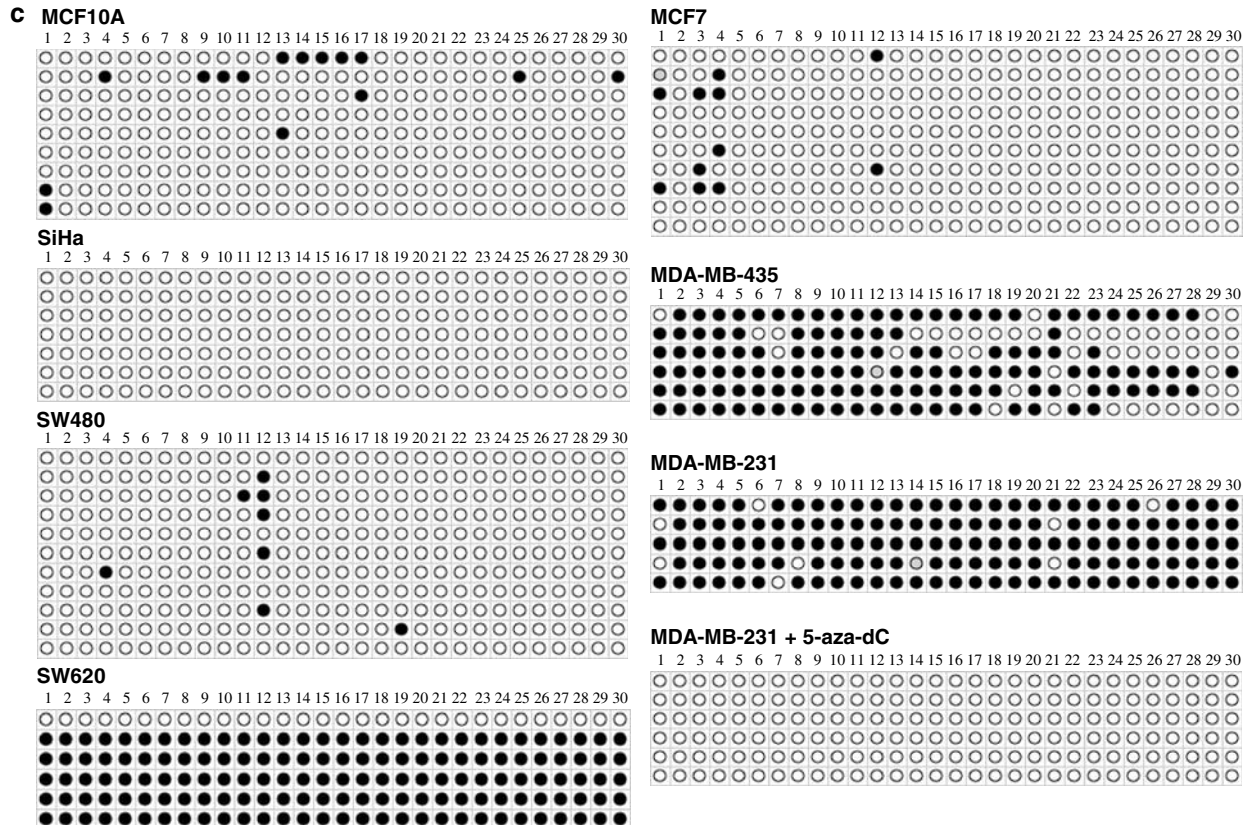 c MCF10A
1 2 3 4 5 6 7 8 9 10 11 12 13 14 15 16 17 18 19 20 21 22 23 24 25 26 27 28 29 30
SiHa
1 2 3 4 5 6 7 8 9 10 11 12 13 14 15 16 17 18 19 20 21 22 23 24 25 26 27 28 29 30
SW480
1 2 3 4 5 6 7 8 9 10 11 12 13 14 15 16 17 18 19 20 21 22 23 24 25 26 27 28 29 30
SW620
1 2 3 4 5 6 7 8 9 10 11 12 13 14 15 16 17 18 19 20 21 22 23 24 25 26 27 28 29 30
MCF7
1 2 3 4 5 6 7 8 9 10 11 12 13 14 15 16 17 18 19 20 21 22 23 24 25 26 27 28 29 30
MDA-MB-435
1 2 3 4 5 6 7 8 9 10 11 12 13 14 15 16 17 18 19 20 21 22 23 24 25 26 27 28 29 30
MDA-MB-231
1 2 3 4 5 6 7 8 9 10 11 12 13 14 15 16 17 18 19 20 21 22 23 24 25 26 27 28 29 30
MDA-MB-231 + 5-aza-dC
1 2 3 4 5 6 7 8 9 10 11 12 13 14 15 16 17 18 19 20 21 22 23 24 25 26 27 28 29 30